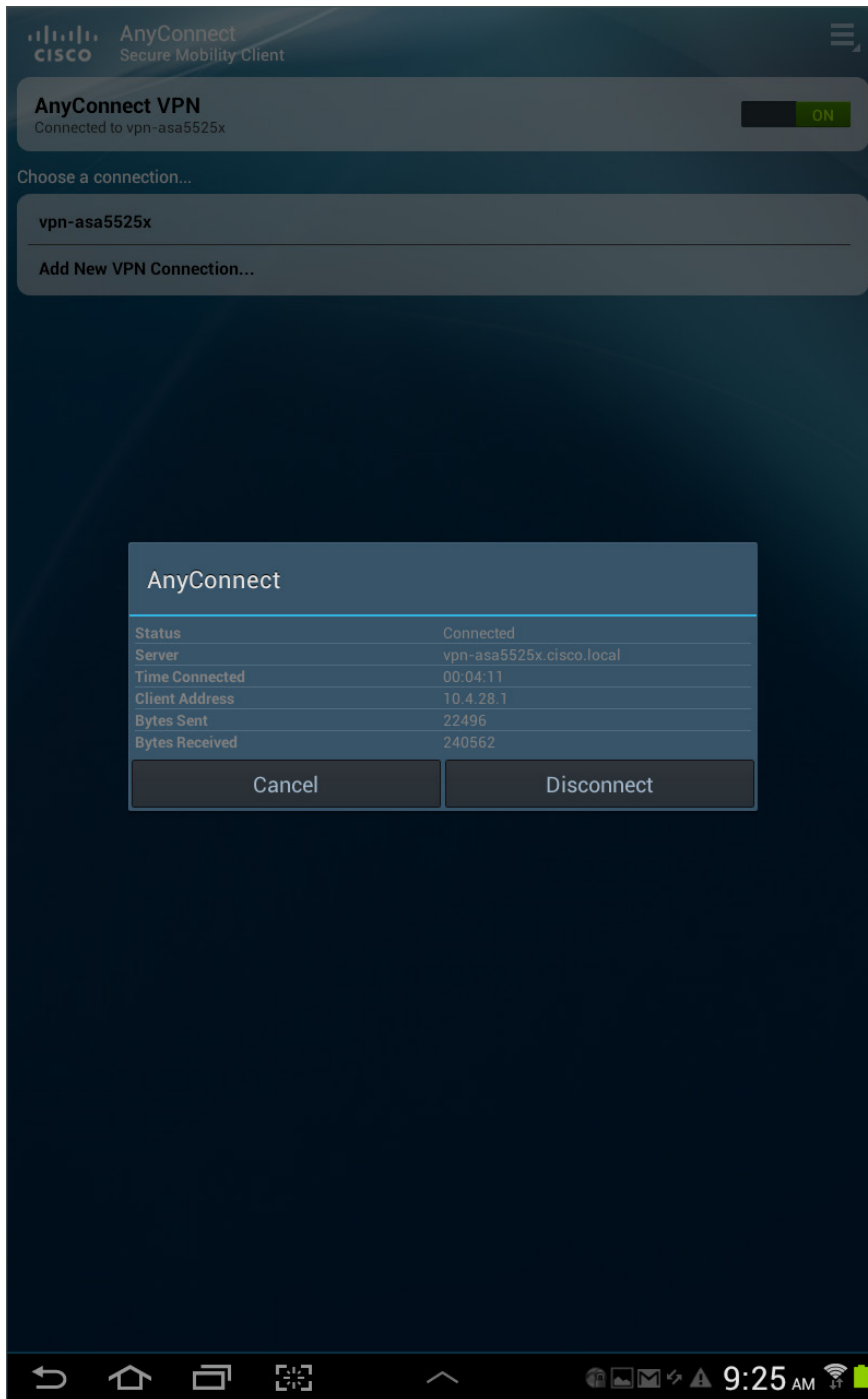 CISCO
AnyConnect
Secure Mobility Client
AnyConnect VPN
Connected to vpn-asa5525x
ON
Choose a connection...
vpn-asa5525x
Add New VPN Connection...
AnyConnect
Status Connected
Server vpn-asa5525x.cisco.local
Time Connected 00:04:11
Client Address 10.4.28.1
Bytes Sent 22496
Bytes Received 240562
Cancel Disconnect
9:25 AM